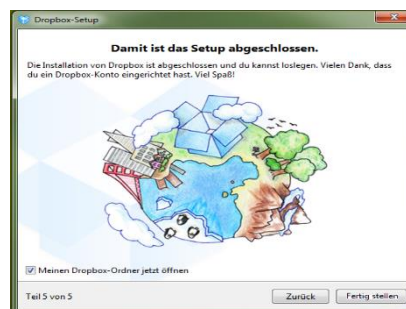 Dropbox-Setup
Damit ist das Setup abgeschlossen.
Die Installation von Dropbox ist abgeschlossen und du kannst loslegen. Vielen Dank, dass
du ein Dropbox-Konto eingerichtet hast. Viel Spaß!
Meinen Dropbox-Ordner jetzt öffnen
Teil 5 von 5
Zurück
Fertig stellen